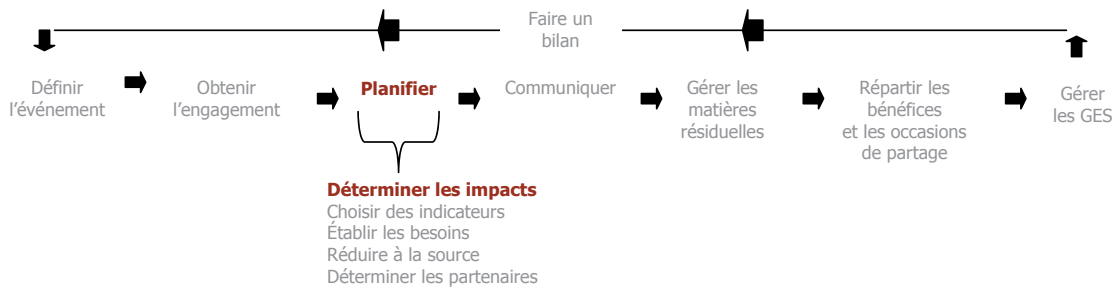 Faire un
bilan
Définir
l'événement
Obtenir
l'engagement
Planifier
Communiquer
Gérer les
matières
résiduelles
Répartir les
bénéfices
et les occasions
de partage
Gérer
les GES
Déterminer les impacts
Choisir des indicateurs
Établir les besoins
Réduire à la source
Déterminer les partenaires